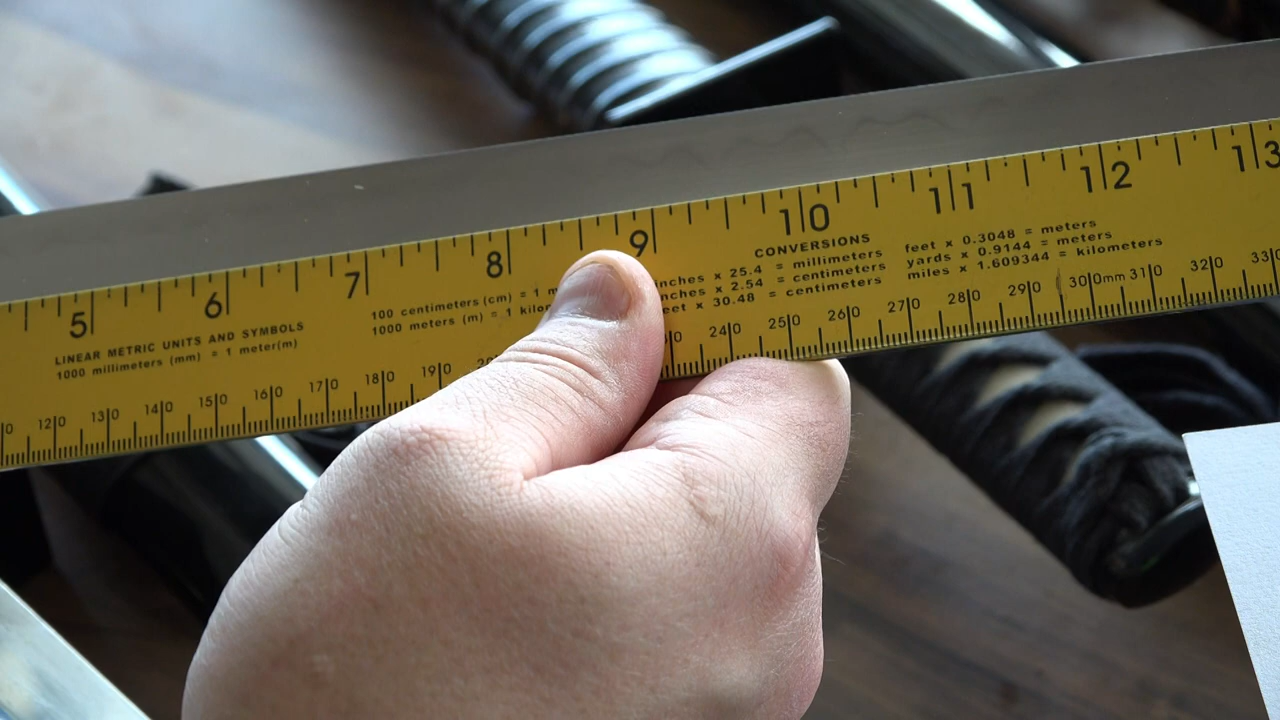 5 6 7 8 9 10 11 12 13
CONVERSIONS
LINEAR METRIC UNITS AND SYMBOLS
1000 millimeters (mm) = 1 meter(m)
100 centimeters (cm) = 1 m
1000 meters (m) = 1 kilo
nches x 25.4 = millimeters
nches x 2.54 = centimeters
eet x 30.48 = centimeters
feet x 0.3048 = meters
yards x 0.9144 = meters
miles x 1.609344 = kilometers
0 120 130 140 150 160 170 180 190 20 0 240 250 260 270 280 290 300mm 310 320 330